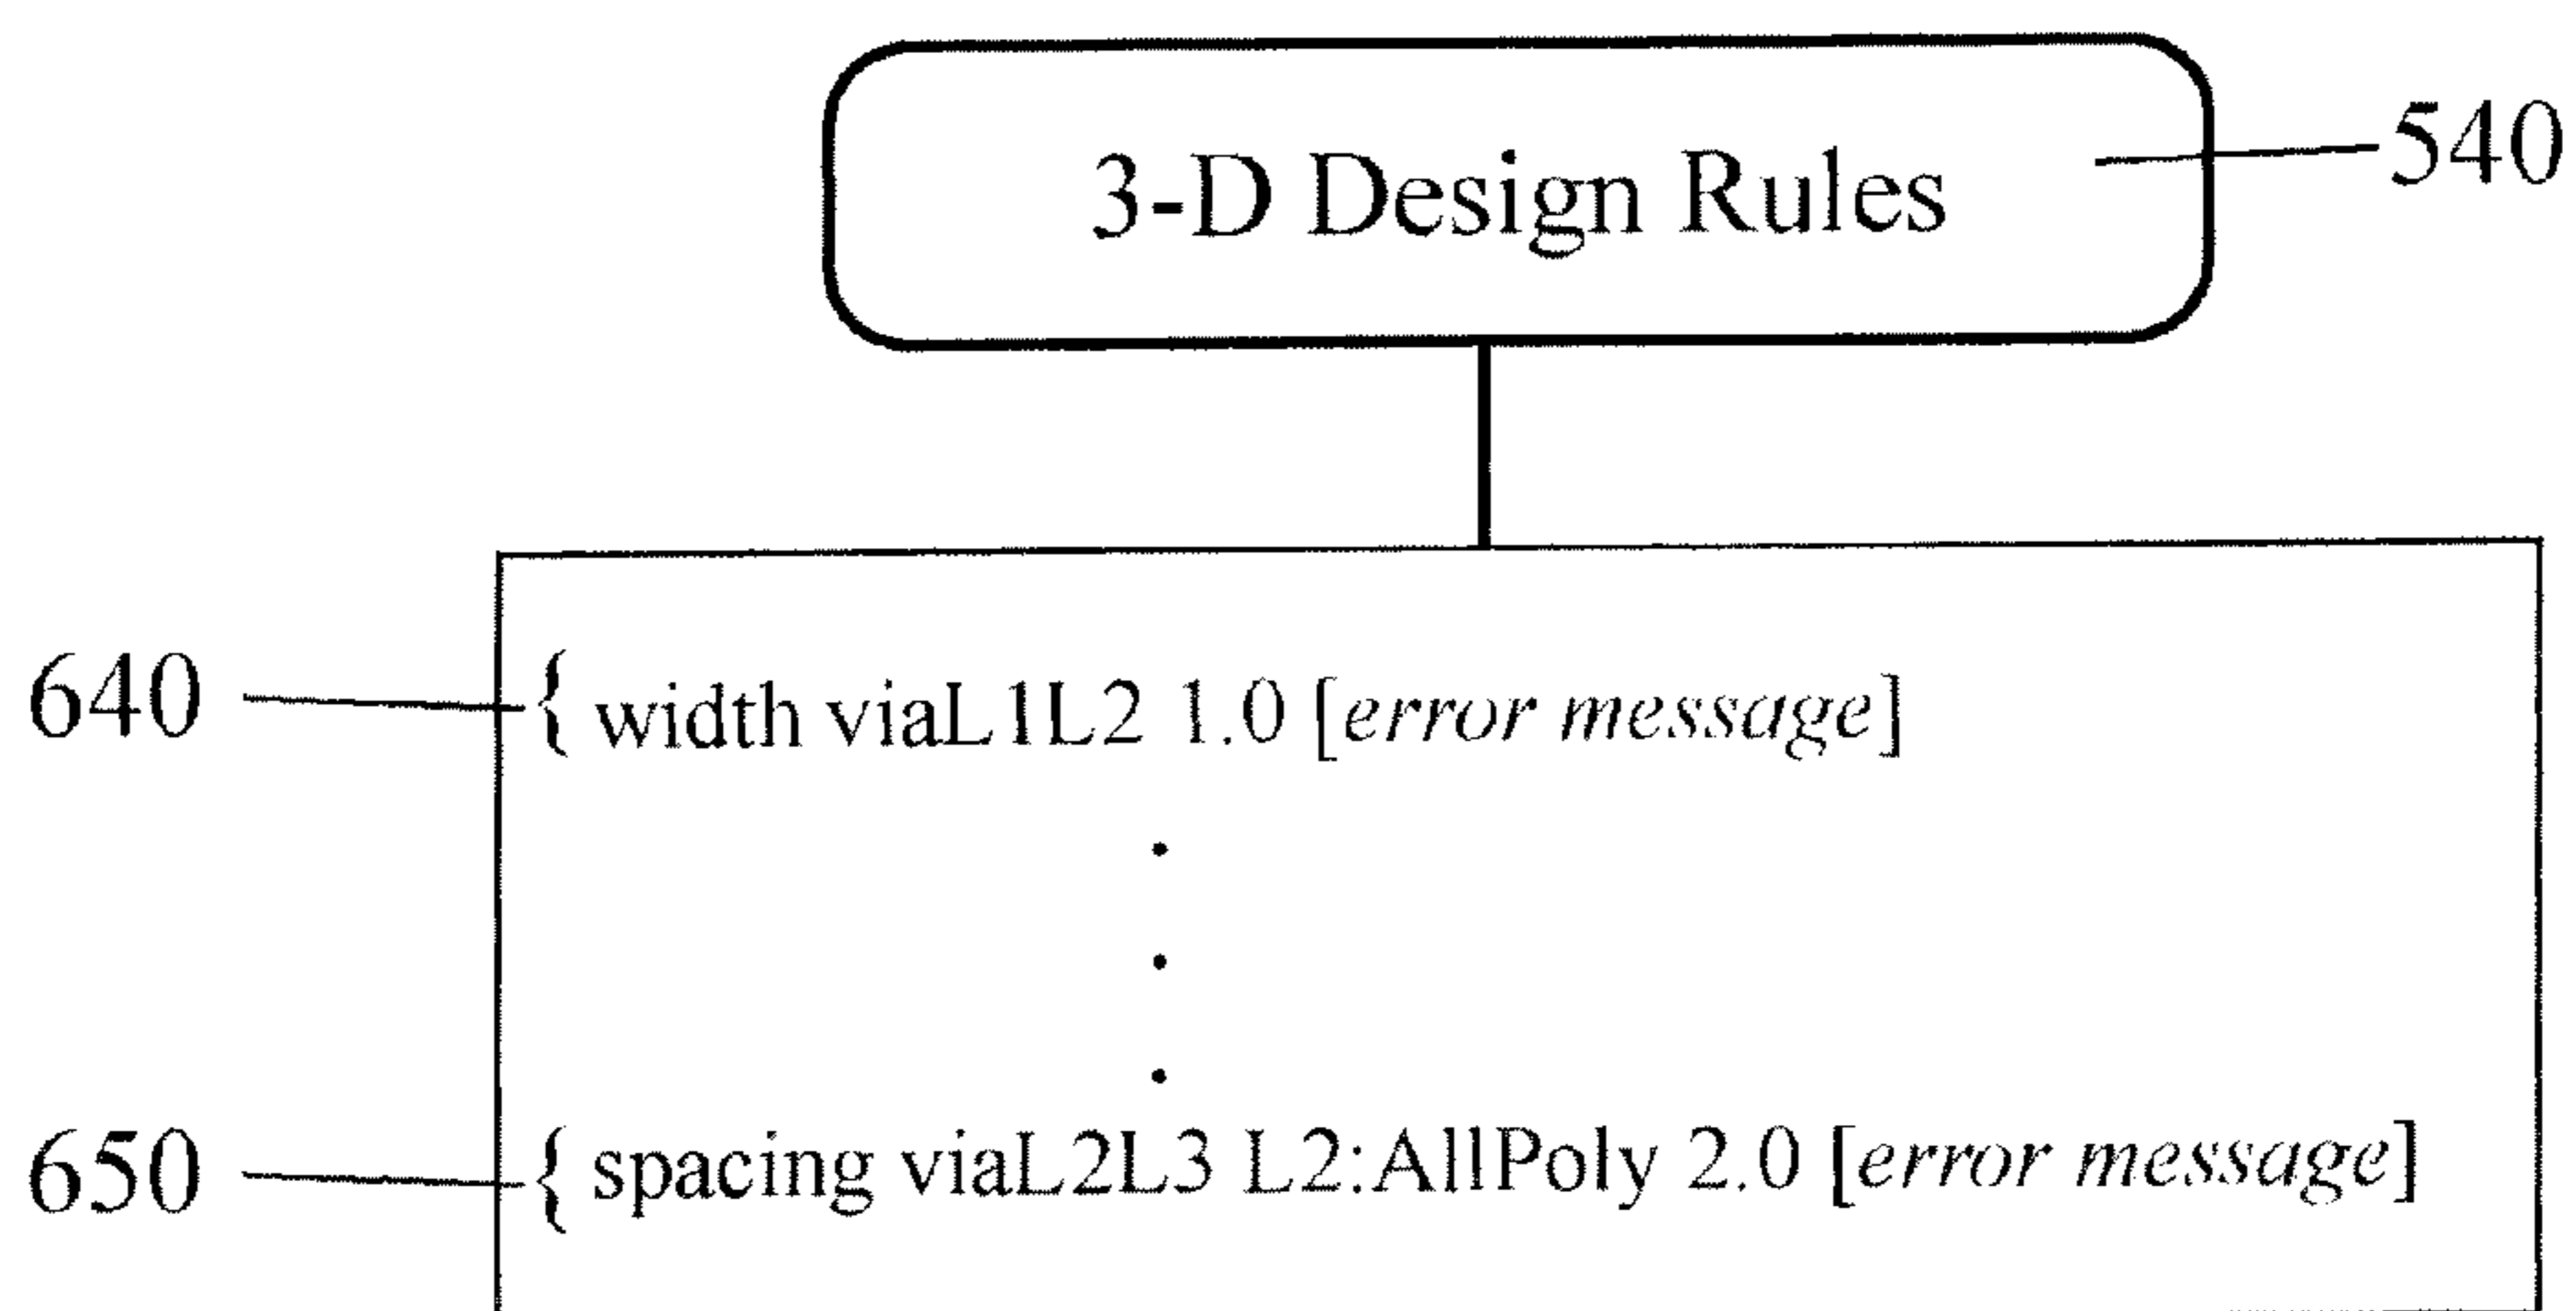 3-D Design Rules
540
640
{ width viaL1L2 1.0 [error message]
.
.
.
650
{ spacing viaL2L3 L2:AllPoly 2.0 [error message]